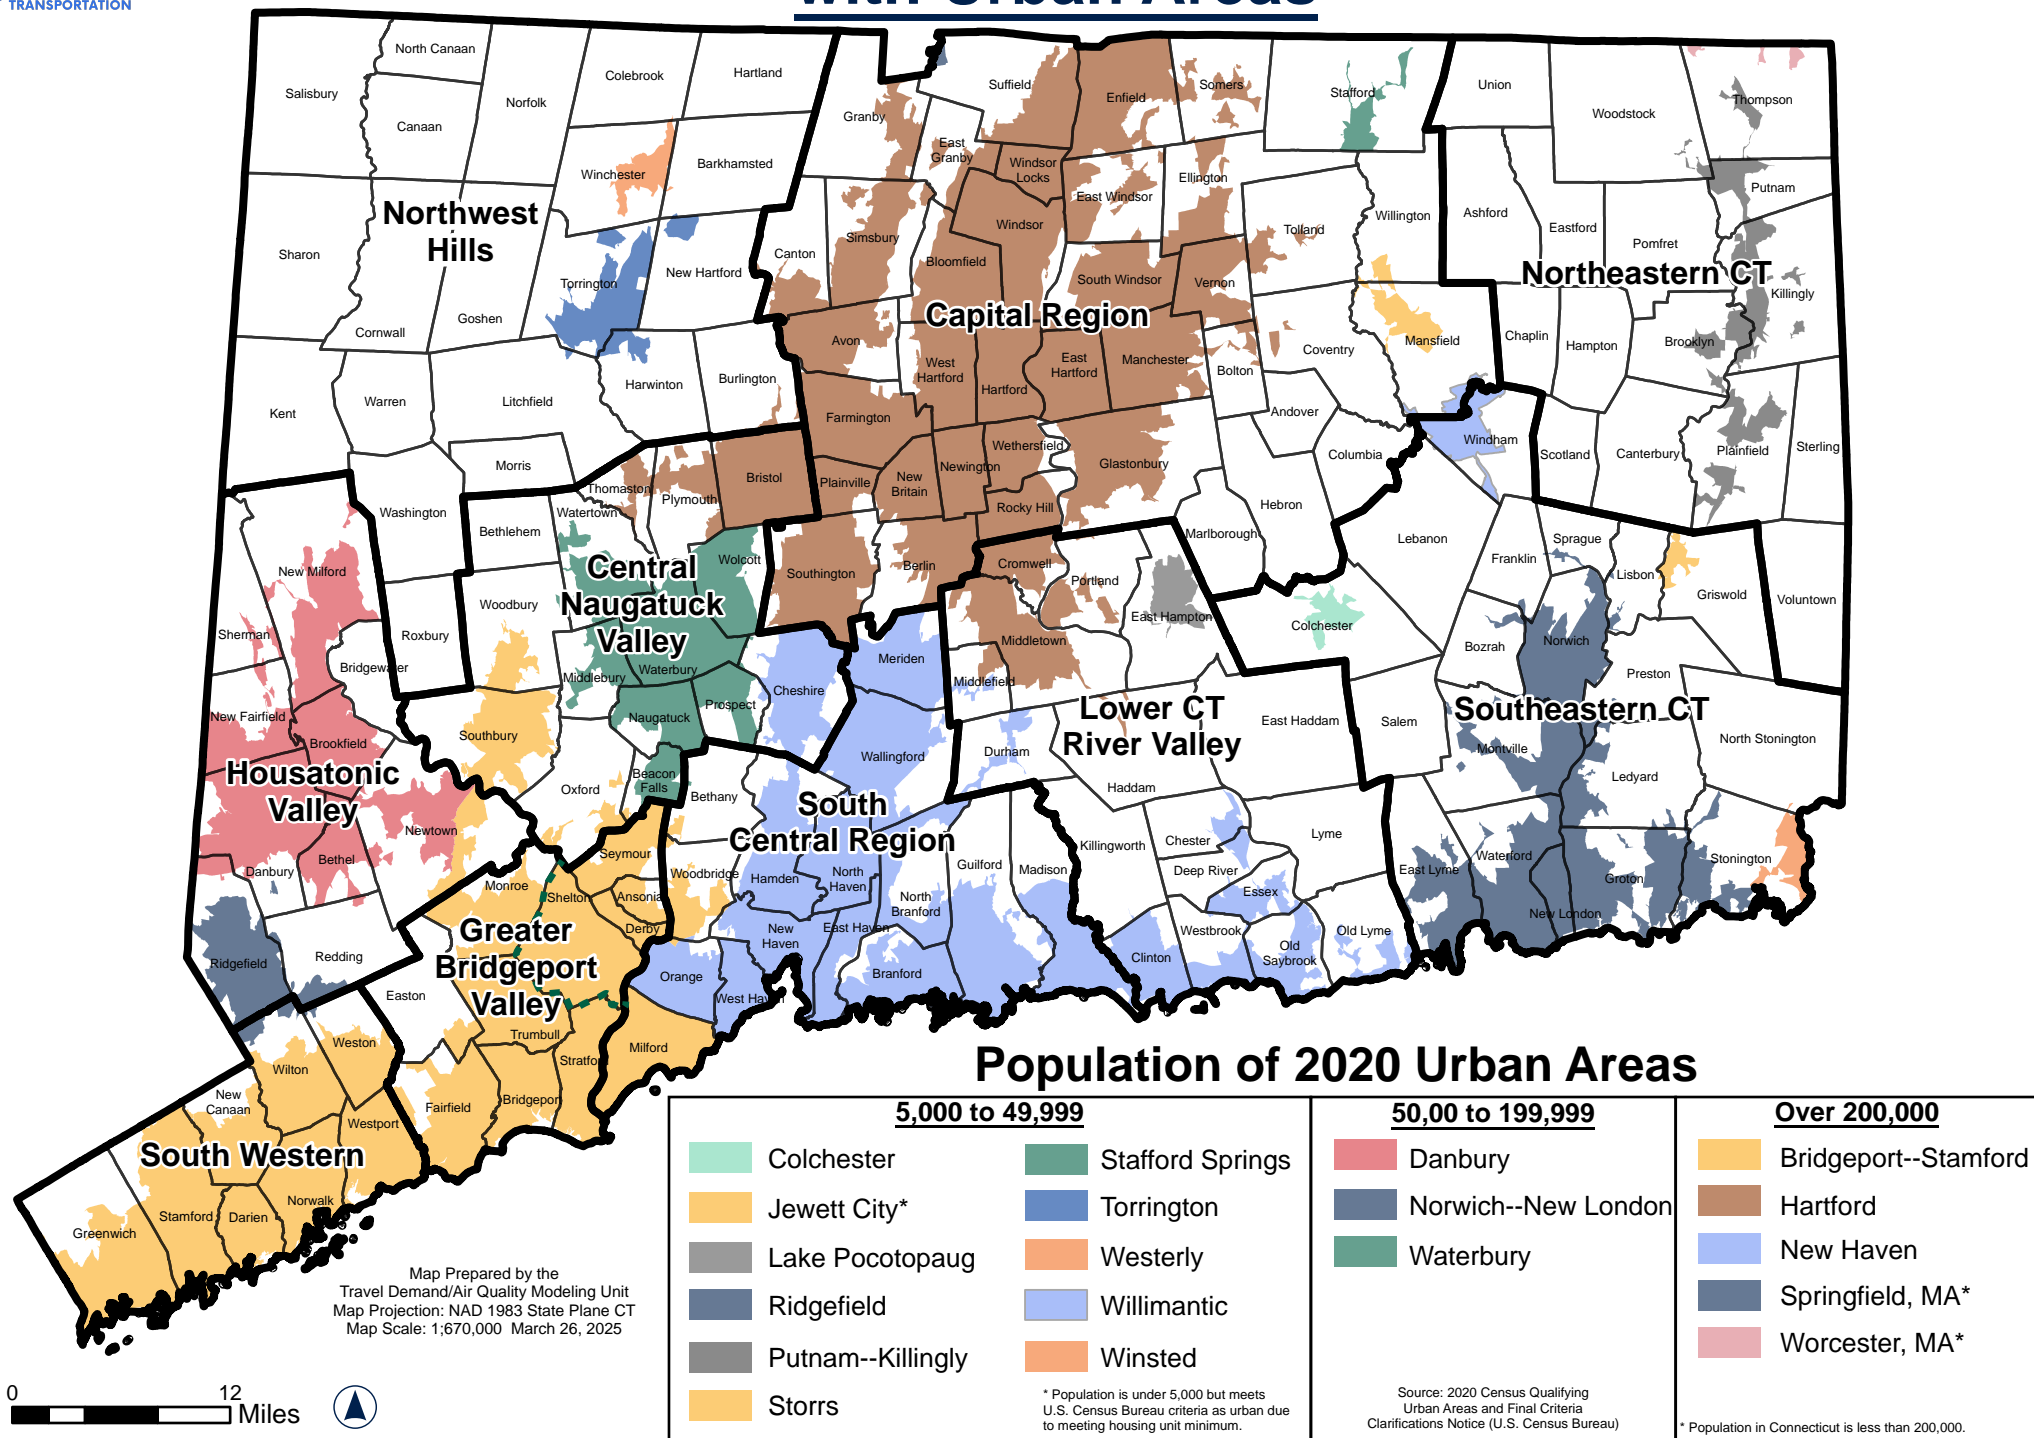 TRANSPORTATION
with Urban Areas
North Canaan
Colebrook
Hartland
Salisbury
Norfolk
Canaan
Suffield
Enfield
Somers
Stafford
Union
Woodstock
Thompson
Granby
East
Granby
Windsor
Locks
Winchester
Barkhamsted
East Windsor
Ellington
Putnam
Northwest
Hills
Sharon
Simsbury
Windsor
Willington
Ashford
Eastford
Pomfret
Tolland
Canton
Bloomfield
Torrington
New Hartford
South Windsor
Vernon
Northeastern CT
Killingly
Capital Region
Goshen
Cornwall
Avon
West
Hartford
East
Hartford
Manchester
Coventry
Mansfield
Chaplin
Hampton
Brooklyn
Bolton
Hartford
Harwinton
Burlington
Kent
Warren
Litchfield
Farmington
Andover
Windham
Columbia
Scotland
Canterbury
Plainfield
Sterling
Wethersfield
Newington
Glastonbury
Morris
Thomaston
Plymouth
Bristol
Plainville
New
Britain
Rocky Hill
Hebron
Washington
Watertown
Bethlehem
Marlborough
Lebanon
Franklin
Sprague
Lisbon
Griswold
Voluntown
New Milford
Central
Naugatuck
Valley
Wolcott
Southington
Berlin
Cromwell
Portland
East Hampton
Colchester
Woodbury
Roxbury
Sherman
Bridgewater
Middletown
Meriden
Bozrah
Norwich
Preston
Waterbury
Middlebury
Cheshire
Middlefield
Prospect
Naugatuck
New Fairfield
Brookfield
Southbury
Lower CT
River Valley
East Haddam
Salem
Southeastern CT
North Stonington
Montville
Ledyard
Wallingford
Durham
Housatonic
Valley
Oxford
Beacon
Falls
Bethany
Haddam
South
Central Region
Newtown
Danbury
Bethel
Seymour
Woodbridge
Hamden
North
Haven
Guilford
Madison
Killingworth
Chester
Lyme
Deep River
Essex
East Lyme
Waterford
Groton
Stonington
New London
Monroe
Shelton
Ansonia
Derby
North
Branford
New
Haven
East Haven
Westbrook
Old
Saybrook
Old Lyme
Clinton
Branford
Greater
Bridgeport
Valley
Orange
West Haven
Ridgefield
Redding
Easton
Trumbull
Stratford
Milford
Weston
Wilton
New
Canaan
Fairfield
Bridgeport
Westport
South Western
Norwalk
Greenwich
Stamford
Darien
Map Prepared by the
Travel Demand/Air Quality Modeling Unit
Map Projection: NAD 1983 State Plane CT
Map Scale: 1;670,000 March 26, 2025
0
12
Miles
Population of 2020 Urban Areas
5,000 to 49,999
Colchester
Jewett City*
Lake Pocotopaug
Ridgefield
Putnam--Killingly
Storrs
Stafford Springs
Torrington
Westerly
Willimantic
Winsted
* Population is under 5,000 but meets
U.S. Census Bureau criteria as urban due
to meeting housing unit minimum.
50,00 to 199,999
Danbury
Norwich--New London
Waterbury
Source: 2020 Census Qualifying
Urban Areas and Final Criteria
Clarifications Notice (U.S. Census Bureau)
Over 200,000
Bridgeport--Stamford
Hartford
New Haven
Springfield, MA*
Worcester, MA*
* Population in Connecticut is less than 200,000.